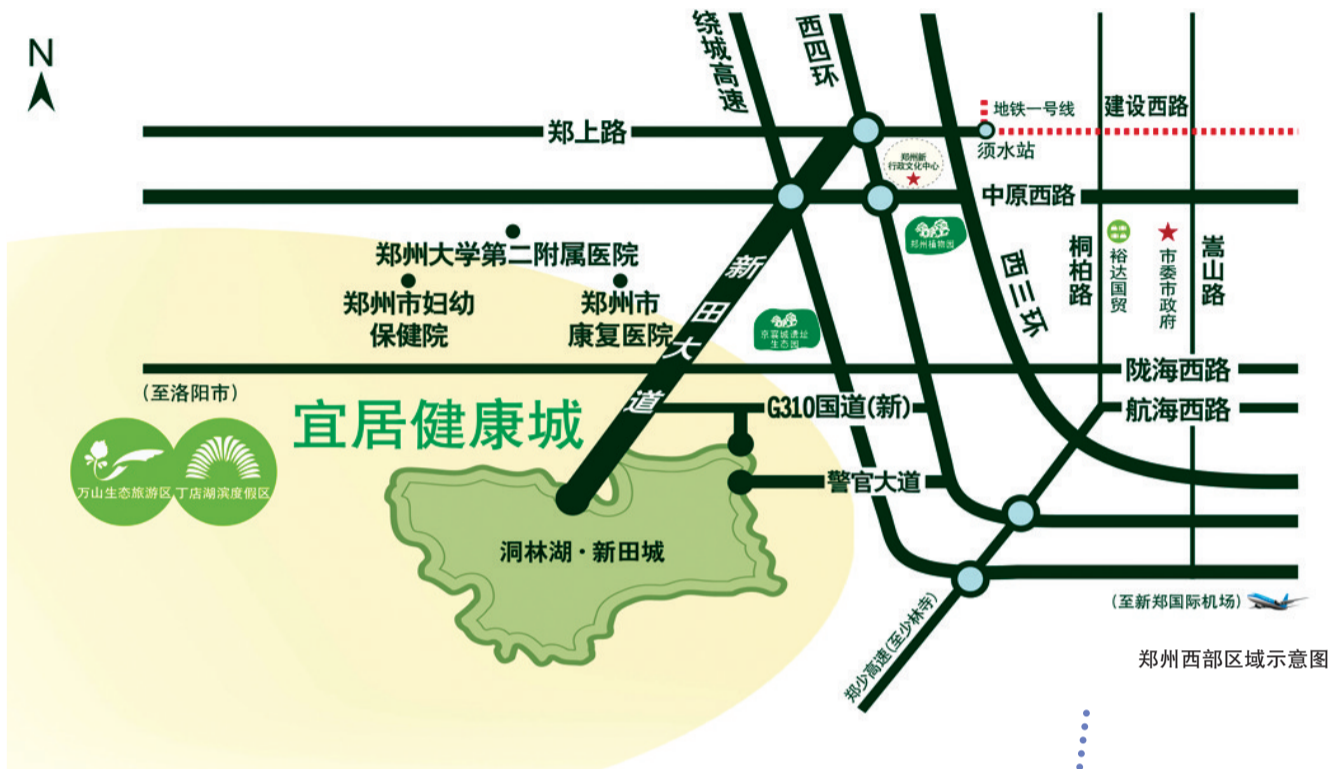 N
绕城高速
西四环
地铁一号线
建设西路
郑上路
须水站
郑州新
行政文化中心
中原西路
郑州大学第二附属医院
郑州植物园
郑州市妇幼
保健院
郑州市
康复医院
新田大道
西三环
桐柏路
裕达国贸
市委市政府
嵩山路
京襄城遗址
生态园
陇海西路
(至洛阳市)
宜居健康城
G310国道(新)
航海西路
万山生态旅游区
丁店湖滨度假区
警官大道
洞林湖·新田城
郑少高速(至少林寺)
(至新郑国际机场)
郑州西部区域示意图